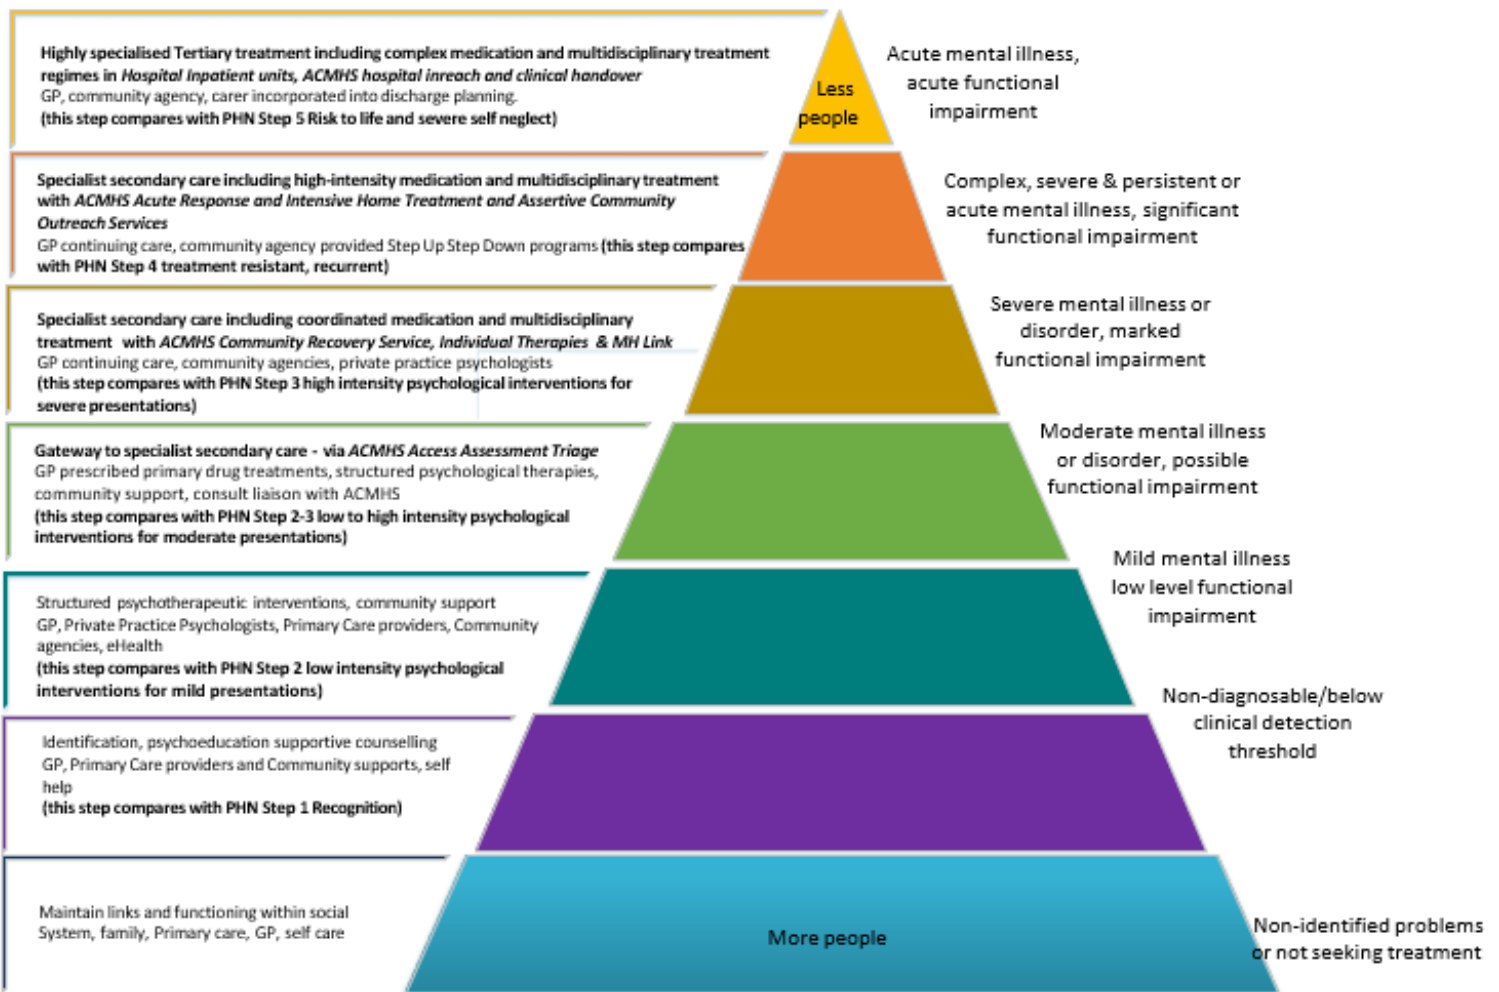 Highly specialised Tertiary treatment including complex medication and multidisciplinary treatment
regimes in Hospital Inpatient units, ACMHS hospital inreach and clinical handover
GP, community agency, carer incorporated into discharge planning.
(this step compares with PHN Step 5 Risk to life and severe self neglect)
Less
people
Acute mental illness,
acute functional
impairment
Specialist secondary care including high-intensity medication and multidisciplinary treatment
with ACMHS Acute Response and Intensive Home Treatment and Assertive Community
Outreach Services
GP continuing care, community agency provided Step Up Step Down programs (this step compares
with PHN Step 4 treatment resistant, recurrent)
Complex, severe & persistent or
acute mental illness, significant
functional impairment
Specialist secondary care including coordinated medication and multidisciplinary
treatment with ACMHS Community Recovery Service, Individual Therapies & MH Link
GP continuing care, community agencies, private practice psychologists
(this step compares with PHN Step 3 high intensity psychological interventions for
severe presentations)
Severe mental illness or
disorder, marked
functional impairment
Gateway to specialist secondary care - via ACMHS Access Assessment Triage
GP prescribed primary drug treatments, structured psychological therapies,
community support, consult liaison with ACMHS
(this step compares with PHN Step 2-3 low to high intensity psychological
interventions for moderate presentations)
Moderate mental illness
or disorder, possible
functional impairment
Structured psychotherapeutic interventions, community support
GP, Private Practice Psychologists, Primary Care providers, Community
agencies, eHealth
(this step compares with PHN Step 2 low intensity psychological
interventions for mild presentations)
Mild mental illness
low level functional
impairment
Identification, psychoeducation supportive counselling
GP, Primary Care providers and Community supports, self
help
(this step compares with PHN Step 1 Recognition)
Non-diagnosable/below
clinical detection
threshold
Maintain links and functioning within social
System, family, Primary care, GP, self care
More people
Non-identified problems
or not seeking treatment